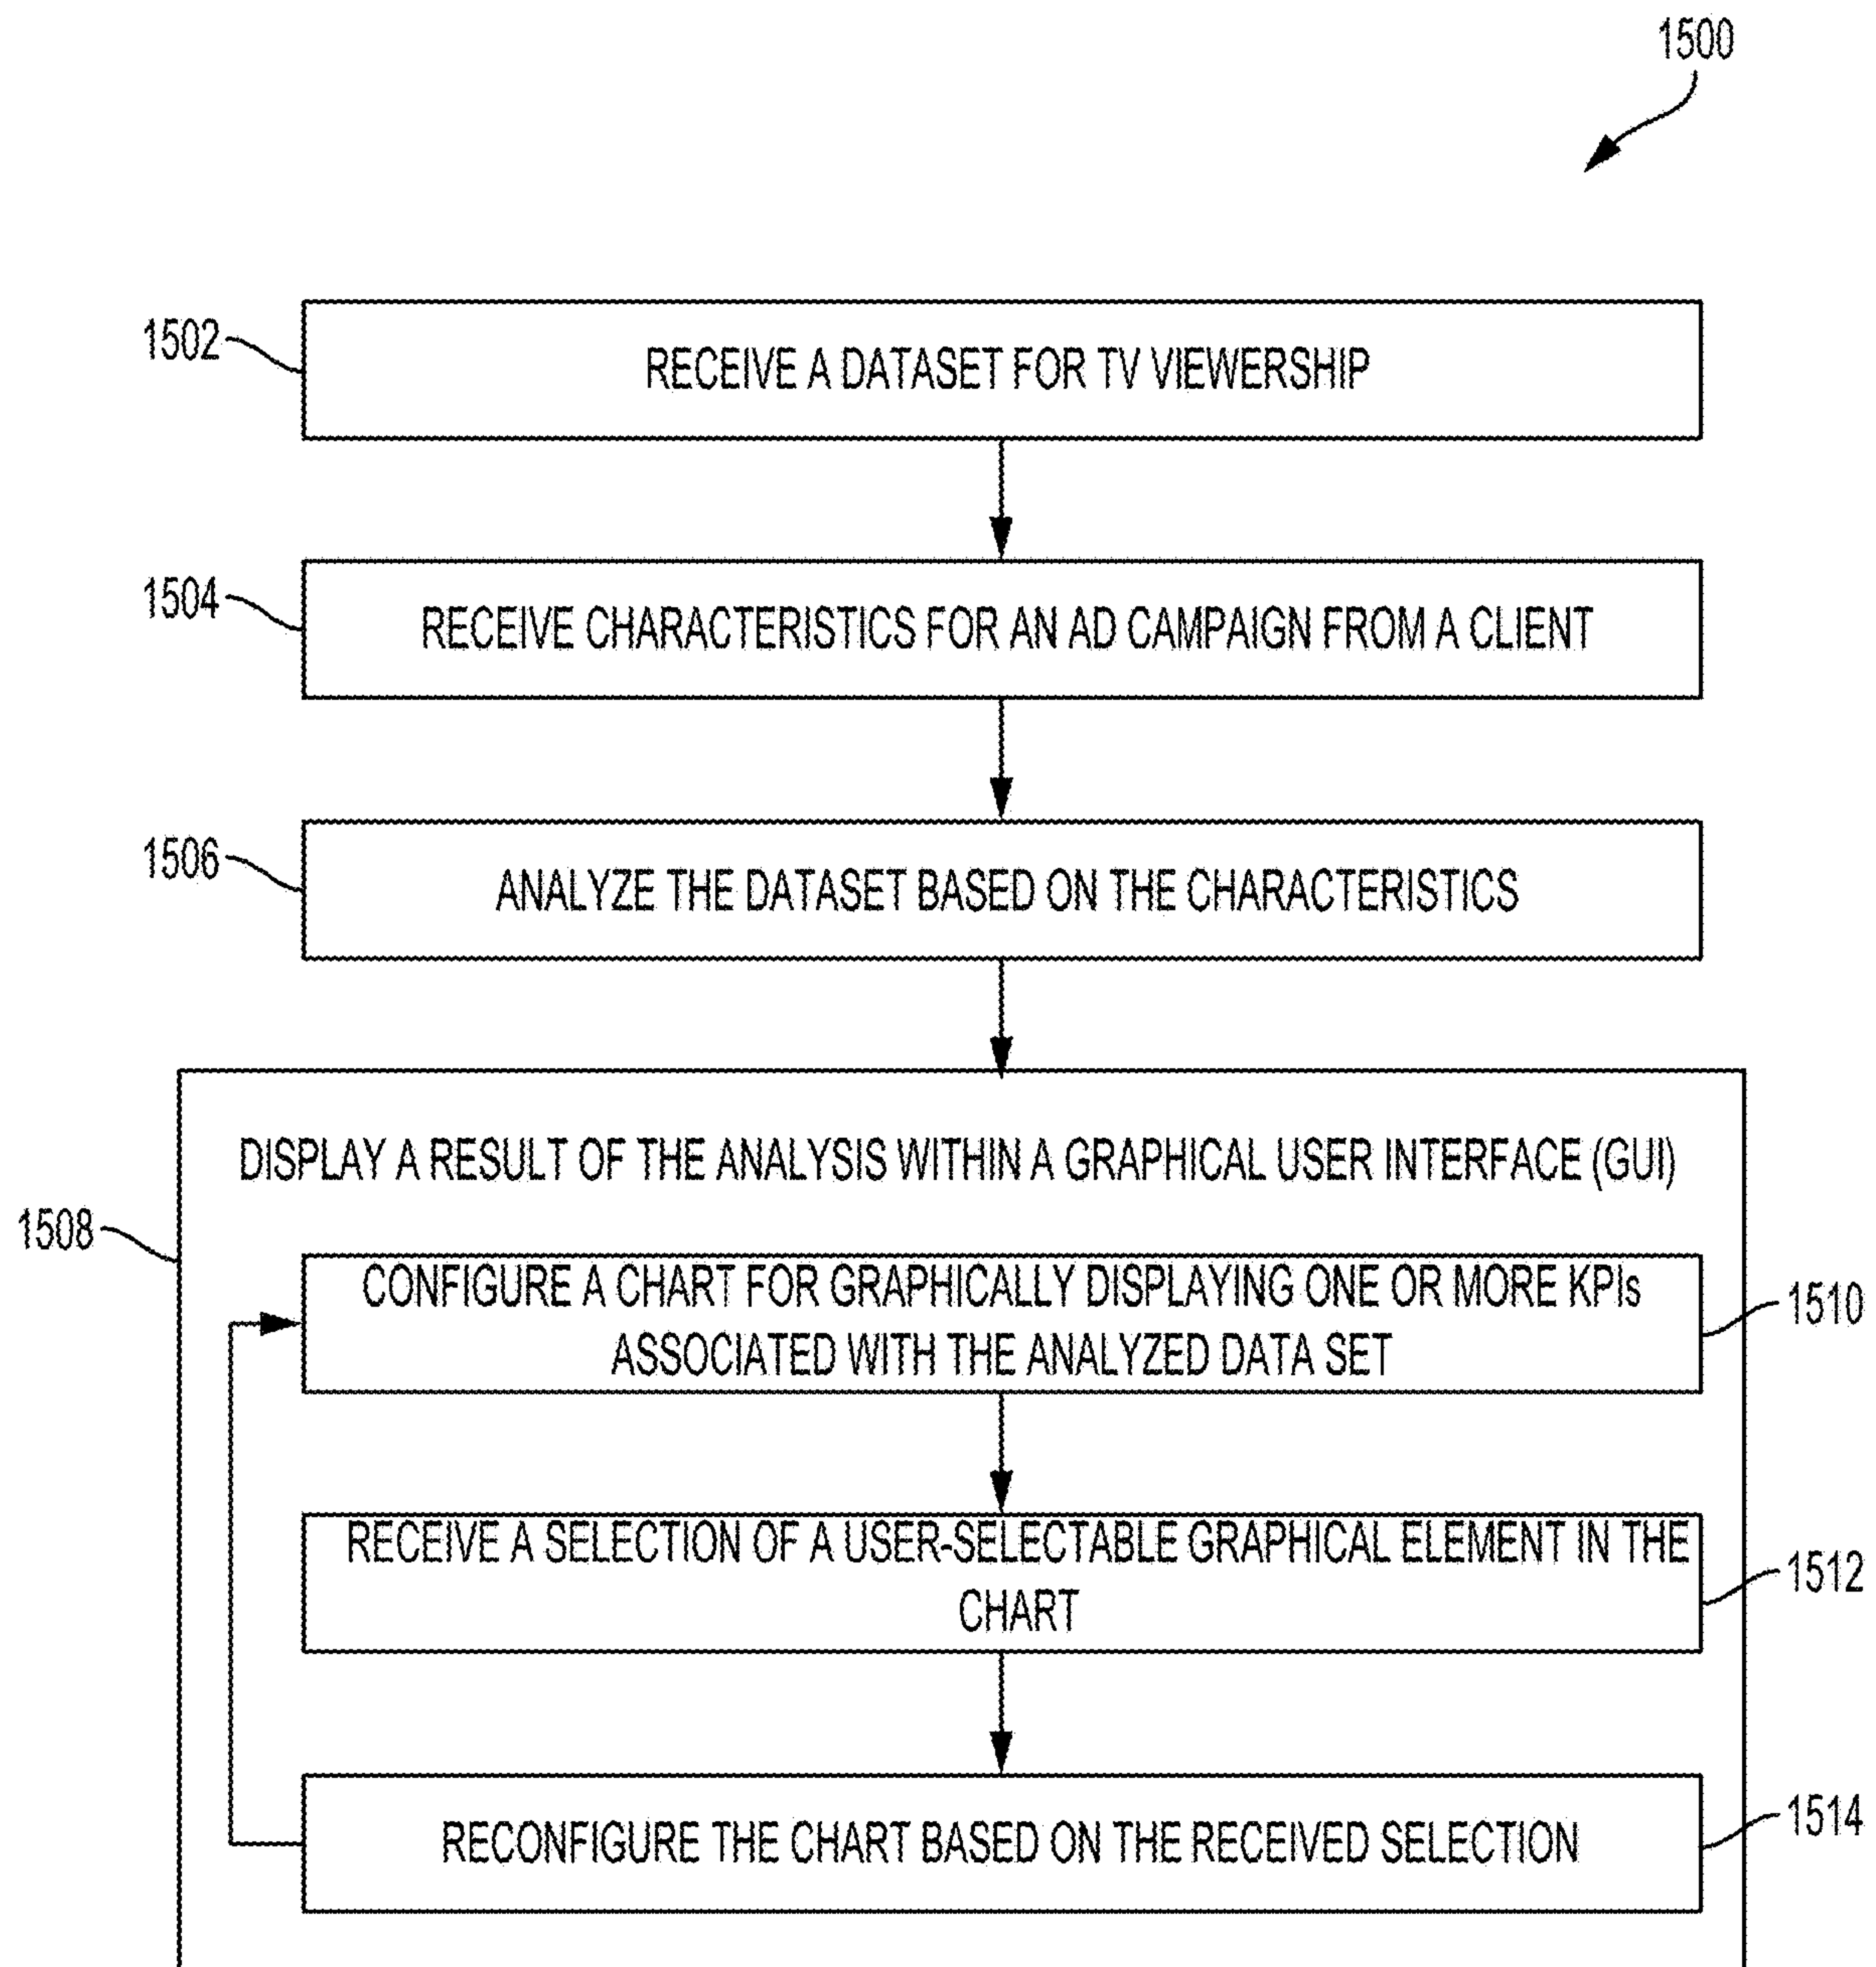 1500
1502
RECEIVE A DATASET FOR TV VIEWERSHIP
1504
RECEIVE CHARACTERISTICS FOR AN AD CAMPAIGN FROM A CLIENT
1506
ANALYZE THE DATASET BASED ON THE CHARACTERISTICS
DISPLAY A RESULT OF THE ANALYSIS WITHIN A GRAPHICAL USER INTERFACE (GUI)
1508
CONFIGURE A CHART FOR GRAPHICALLY DISPLAYING ONE OR MORE KPIs
ASSOCIATED WITH THE ANALYZED DATA SET
1510
RECEIVE A SELECTION OF A USER-SELECTABLE GRAPHICAL ELEMENT IN THE
CHART
1512
RECONFIGURE THE CHART BASED ON THE RECEIVED SELECTION
1514